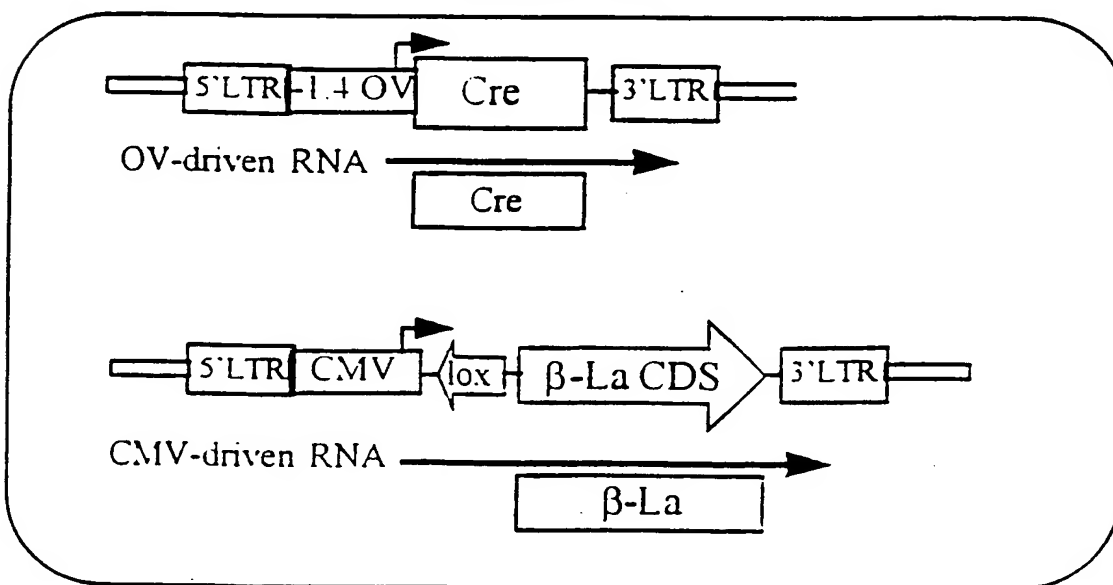 5'LTR -1.4 OV Cre 3'LTR
OV-driven RNA
Cre
5'LTR CMV lox β-La CDS 3'LTR
CMV-driven RNA
β-La